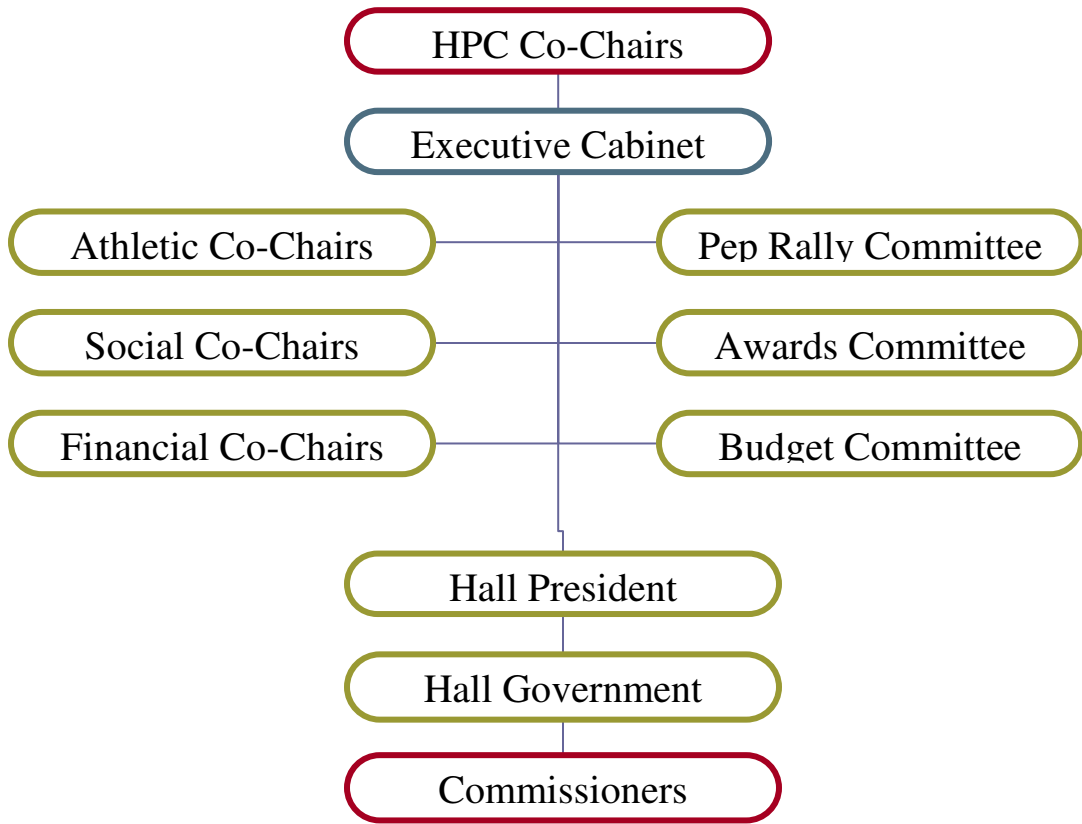 HPC Co-Chairs
Executive Cabinet
Athletic Co-Chairs
Pep Rally Committee
Social Co-Chairs
Awards Committee
Financial Co-Chairs
Budget Committee
Hall President
Hall Government
Commissioners